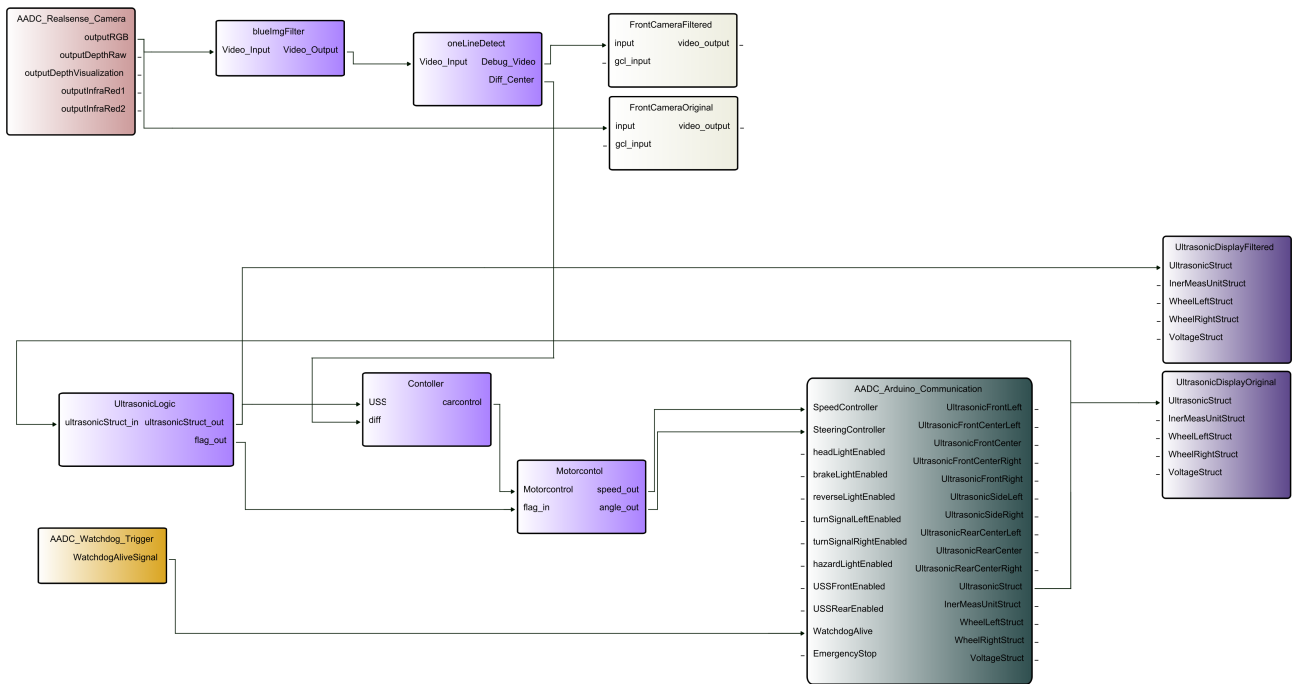 AADC_Realsense_Camera
outputRGB
outputDepthRaw
outputDepthVisualization
outputInfraRed1
outputInfraRed2
blueImgFilter
Video_Input Video_Output
oneLineDetect
Video_Input Debug_Video
Diff_Center
FrontCameraFiltered
input video_output
gcl_input
FrontCameraOriginal
input video_output
gcl_input
UltrasonicDisplayFiltered
UltrasonicStruct
InerMeasUnitStruct
WheelLeftStruct
WheelRightStruct
VoltageStruct
UltrasonicDisplayOriginal
UltrasonicStruct
InerMeasUnitStruct
WheelLeftStruct
WheelRightStruct
VoltageStruct
UltrasonicLogic
ultrasonicStruct_in ultrasonicStruct_out
flag_out
Contoller
USS carcontrol
diff
Motorcontol
Motorcontrol speed_out
flag_in angle_out
AADC_Watchdog_Trigger
WatchdogAliveSignal
AADC_Arduino_Communication
SpeedController UltrasonicFrontLeft
SteeringController UltrasonicFrontCenterLeft
headLightEnabled UltrasonicFrontCenter
brakeLightEnabled UltrasonicFrontCenterRight
reverseLightEnabled UltrasonicFrontRight
turnSignalLeftEnabled UltrasonicSideLeft
turnSignalRightEnabled UltrasonicSideRight
hazardLightEnabled UltrasonicRearCenterLeft
USSFrontEnabled UltrasonicRearCenter
USSRearEnabled UltrasonicRearCenterRight
WatchdogAlive UltrasonicStruct
EmergencyStop InerMeasUnitStruct
WheelLeftStruct
WheelRightStruct
VoltageStruct